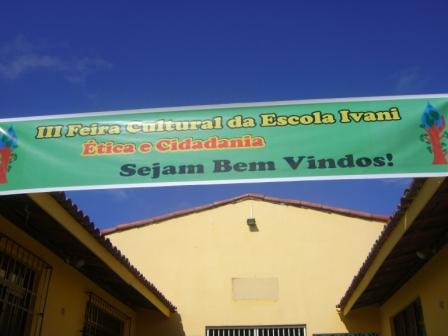 III Feira Cultural da Escola Ivani
Ética e Cidadania
Sejam Bem Vindos!